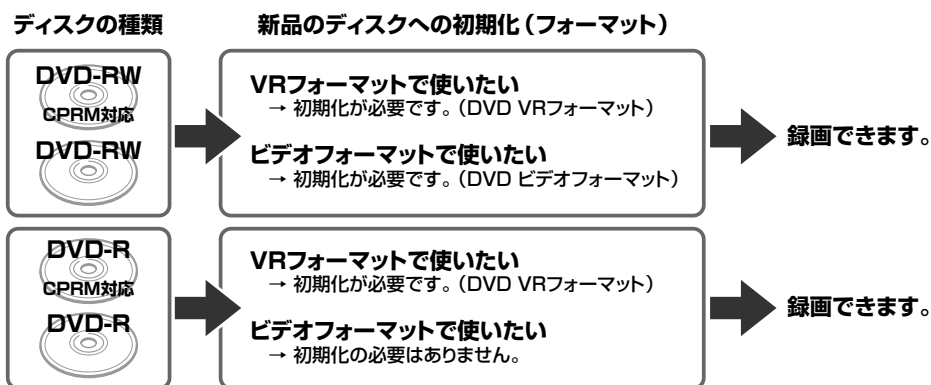 ディスクの種類
新品のディスクへの初期化(フォーマット)
DVD-RW
CPRM対応
DVD-RW
VRフォーマットで使いたい
→ 初期化が必要です。(DVD VRフォーマット)
ビデオフォーマットで使いたい
→ 初期化が必要です。(DVD ビデオフォーマット)
録画できます。
DVD-R
CPRM対応
DVD-R
VRフォーマットで使いたい
→ 初期化が必要です。(DVD VRフォーマット)
ビデオフォーマットで使いたい
→ 初期化の必要はありません。
録画できます。